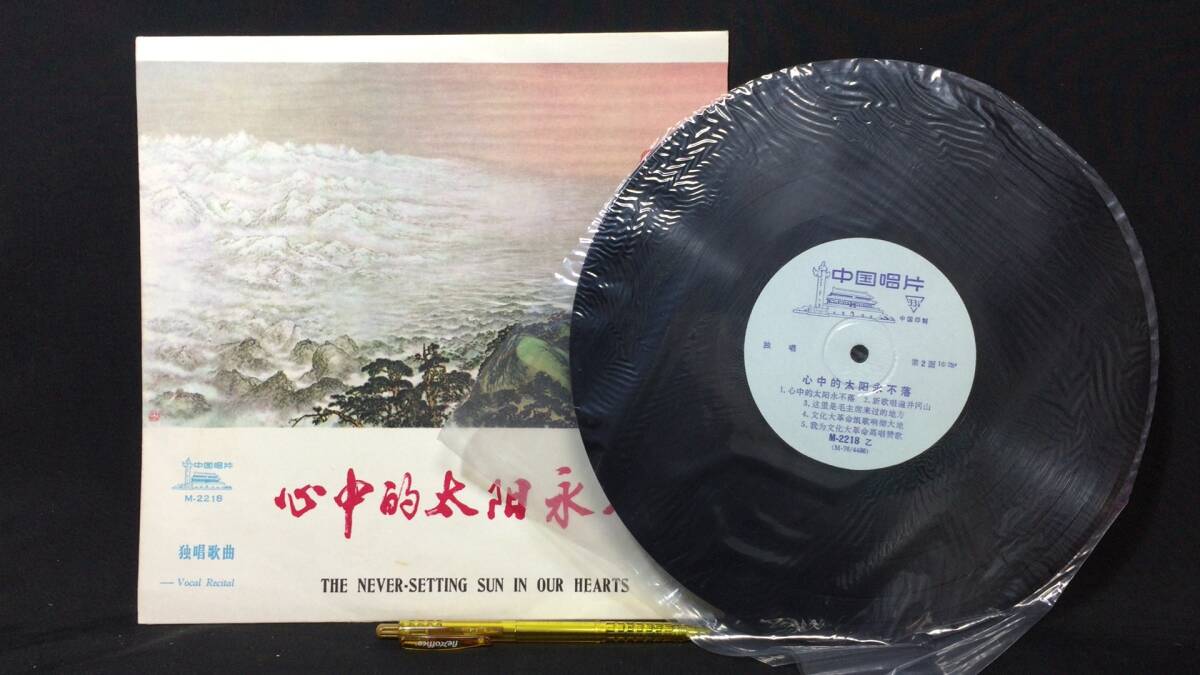 中国唱片
M-2218
独唱歌曲
— Vocal Recital
心中的太阳永
THE NEVER-SETTING SUN IN OUR HEARTS
flexoffice
中国唱片
33
中国印制
独 唱
第2面
心中的太阳永不落
1. 心中的太阳永不落 2. 新歌唱遍井冈山
3. 这里是毛主席来过的地方
4. 文化大革命凯歌响彻大地
5. 我为文化大革命高唱赞歌
M-2218 乙